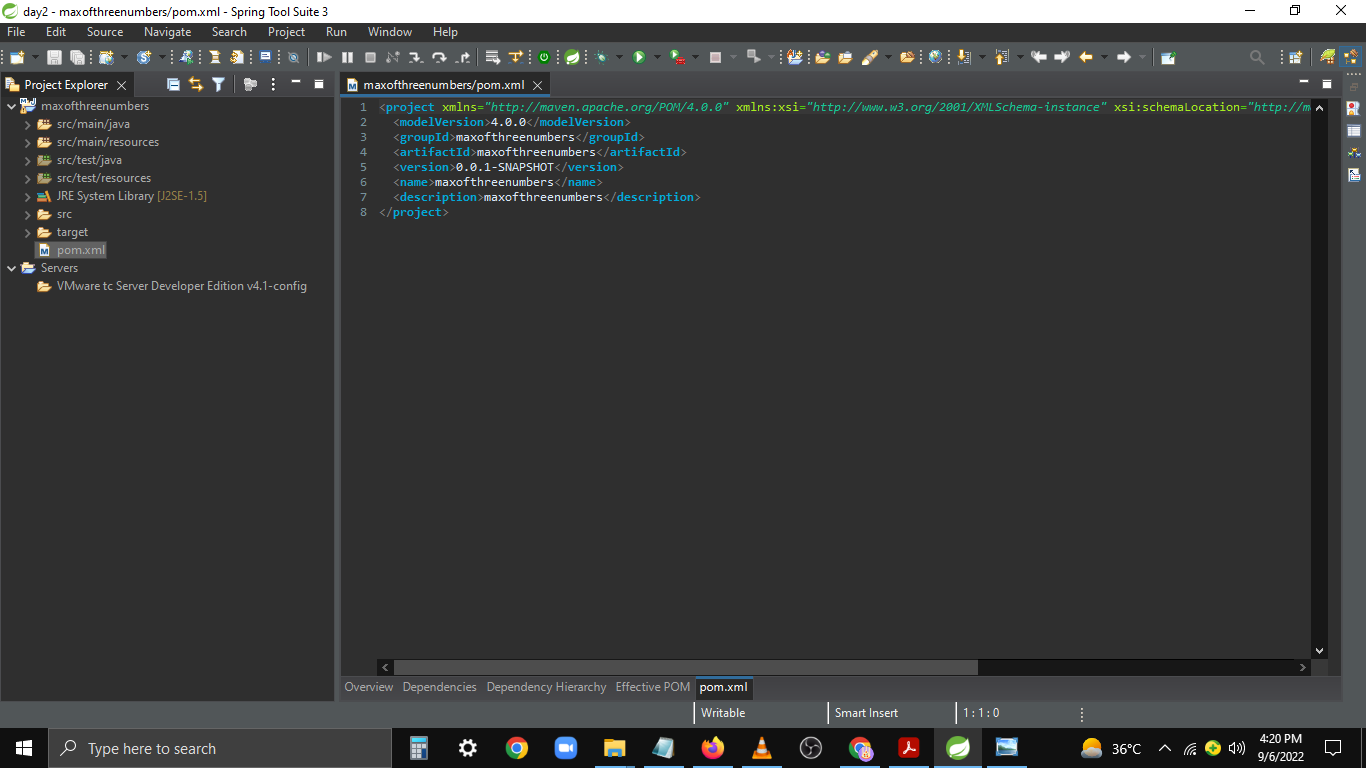 day2 - maxofthreenumbers/pom.xml - Spring Tool Suite 3
File Edit Source Navigate Search Project Run Window Help
Project Explorer
maxofthreenumbers
src/main/java
src/main/resources
src/test/java
src/test/resources
JRE System Library [J2SE-1.5]
src
target
pom.xml
Servers
VMware tc Server Developer Edition v4.1-config
maxofthreenumbers/pom.xml
1 <project xmlns="http://maven.apache.org/POM/4.0.0" xmlns:xsi="http://www.w3.org/2001/XMLSchema-instance" xsi:schemaLocation="http://m
2 <modelVersion>4.0.0</modelVersion>
3 <groupId>maxofthreenumbers</groupId>
4 <artifactId>maxofthreenumbers</artifactId>
5 <version>0.0.1-SNAPSHOT</version>
6 <name>maxofthreenumbers</name>
7 <description>maxofthreenumbers</description>
8 </project>
Overview Dependencies Dependency Hierarchy Effective POM pom.xml
Writable Smart Insert 1 : 1 : 0
Type here to search
36°C
4:20 PM
9/6/2022